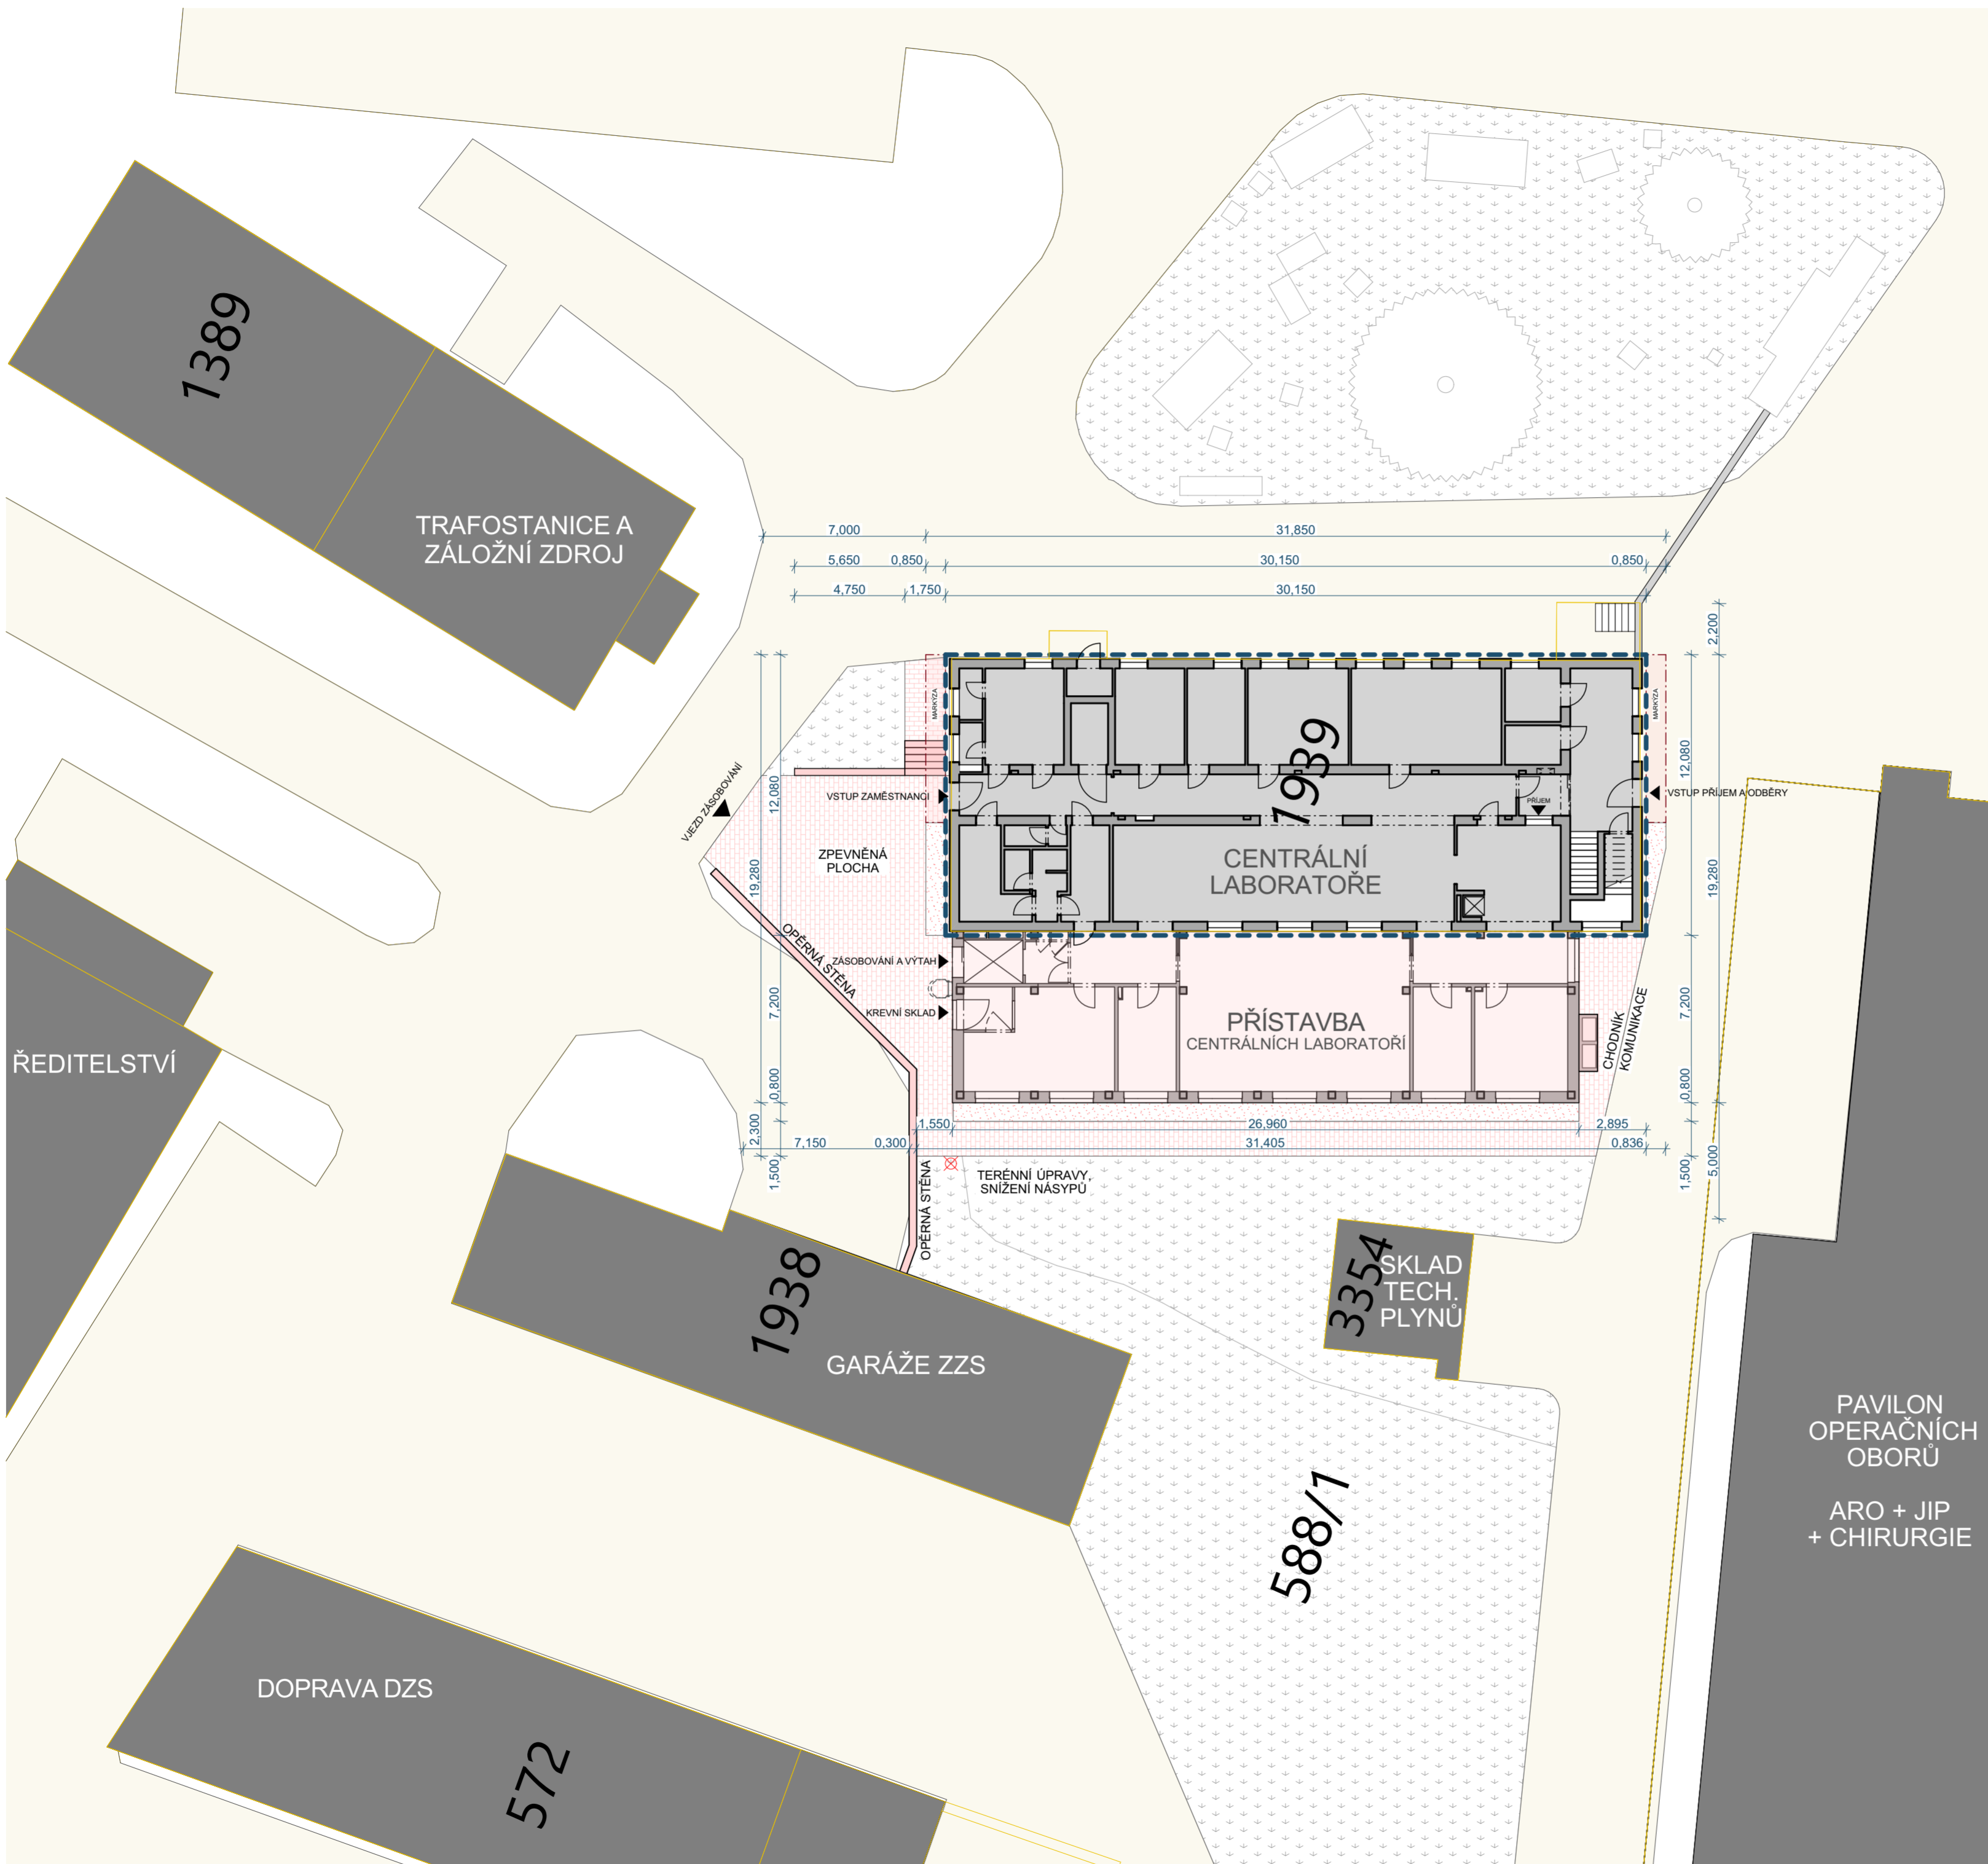 1389
TRAFOSTANICE A
ZÁLOŽNÍ ZDROJ
7,000
31,850
5,650
0,850
30,150
0,850
4,750
1,750
30,150
2,200
MARKÝZA
MARKÝZA
12,080
12,080
19,280
19,280
1939
VJEZD ZÁSOBOVÁNÍ
VSTUP ZAMĚSTNANCI
PŘÍJEM
VSTUP PŘÍJEM A ODBĚRY
ZPEVNĚNÁ
PLOCHA
CENTRÁLNÍ
LABORATOŘE
OPĚRNÁ STĚNA
ZÁSOBOVÁNÍ A VÝTAH
KREVNÍ SKLAD
PŘÍSTAVBA
CENTRÁLNÍCH LABORATOŘÍ
CHODNÍK
KOMUNIKACE
7,200
7,200
0,800
0,800
ŘEDITELSTVÍ
2,300
1,500
1,550
26,960
2,895
7,150
0,300
31,405
0,836
1,500
5,000
OPĚRNÁ STĚNA
TERÉNNÍ ÚPRAVY,
SNÍŽENÍ NÁSYPŮ
1938
GARÁŽE ZZS
3354
SKLAD
TECH.
PLYNŮ
588/1
PAVILON
OPERAČNÍCH
OBORŮ
ARO + JIP
+ CHIRURGIE
DOPRAVA DZS
572